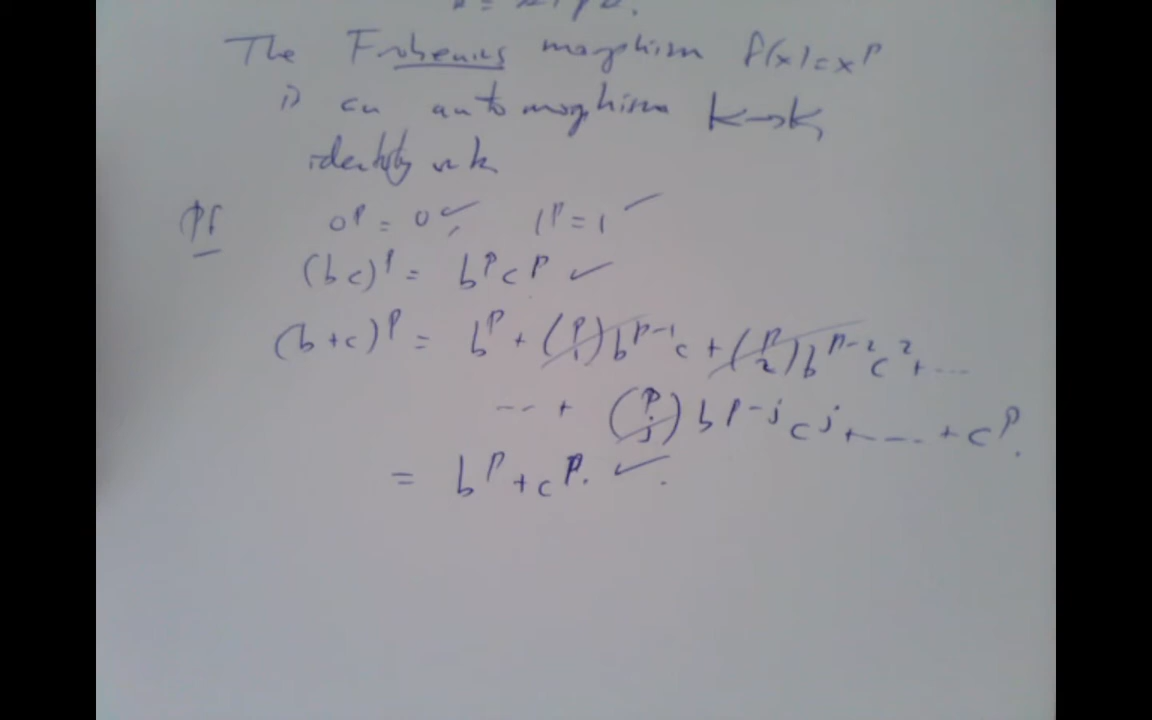 The Frobenius morphism f(x)=x^p
is an automorphism K→K,
identity on k
Pf 0^p = 0 ✓, 1^p = 1 ✓
(bc)^p = b^p c^p ✓
(b+c)^p = b^p + (p 1) b^{p-1} c + (p 2) b^{p-2} c^2 + ...
... + (p j) b^{p-j} c^j + ... + c^p.
= b^p + c^p. ✓.